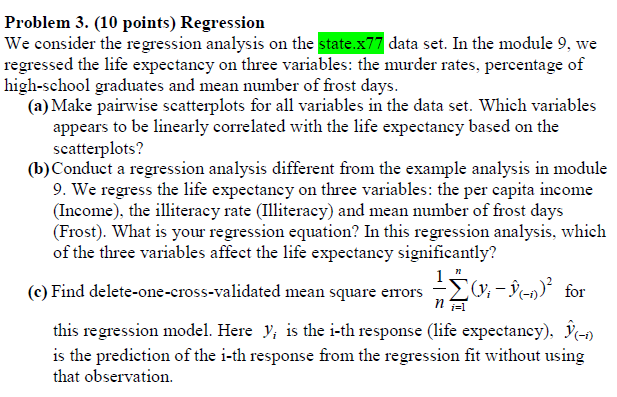 Problem 3. (10 points) Regression
We consider the regression analysis on the state.x77 data set. In the module 9, we
regressed the life expectancy on three variables: the murder rates, percentage of
high-school graduates and mean number of frost days.
(a) Make pairwise scatterplots for all variables in the data set. Which variables
appears to be linearly correlated with the life expectancy based on the
scatterplots?
(b) Conduct a regression analysis different from the example analysis in module
9. We regress the life expectancy on three variables: the per capita income
(Income), the illiteracy rate (Illiteracy) and mean number of frost days
(Frost). What is your regression equation? In this regression analysis, which
of the three variables affect the life expectancy significantly?
(c) Find delete-one-cross-validated mean square errors $\frac{1}{n}\sum_{i=1}^{n}(y_i - \hat{y}_{(-i)})^2$ for
this regression model. Here $y_i$ is the i-th response (life expectancy), $\hat{y}_{(-i)}$
is the prediction of the i-th response from the regression fit without using
that observation.